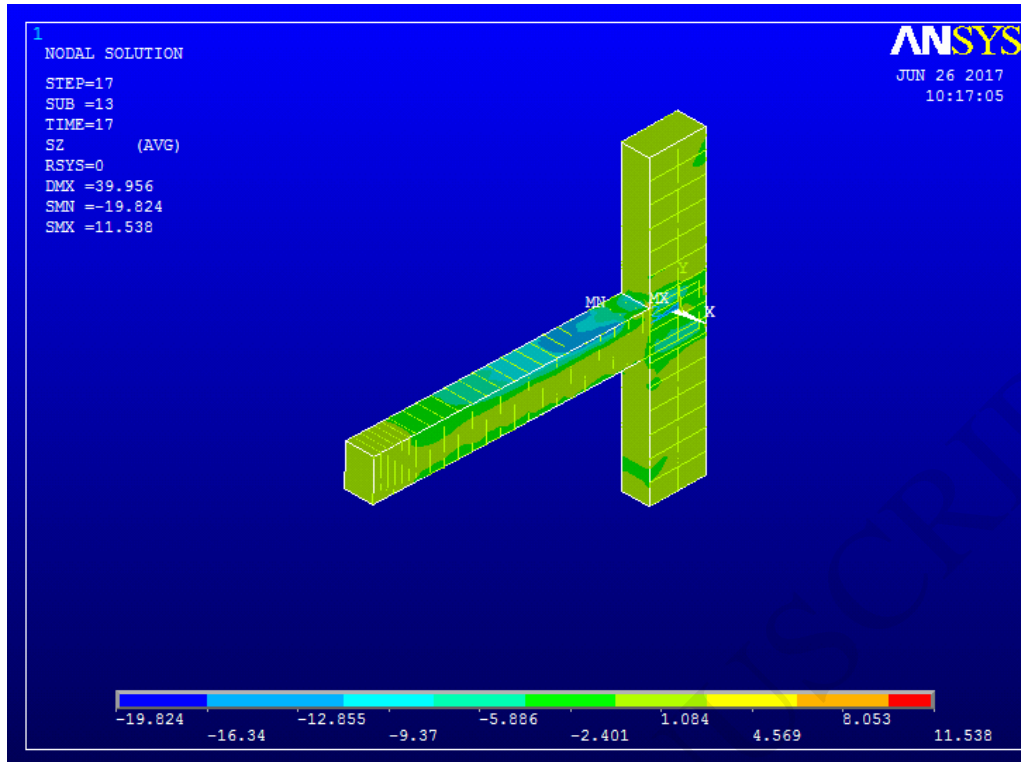 1
NODAL SOLUTION
STEP=17
SUB =13
TIME=17
SZ (AVG)
RSYS=0
DMX =39.956
SMN =-19.824
SMX =11.538
ANSYS
JUN 26 2017
10:17:05
Y
MN
MX
X
-19.824 -12.855 -5.886 1.084 8.053
-16.34 -9.37 -2.401 4.569 11.538